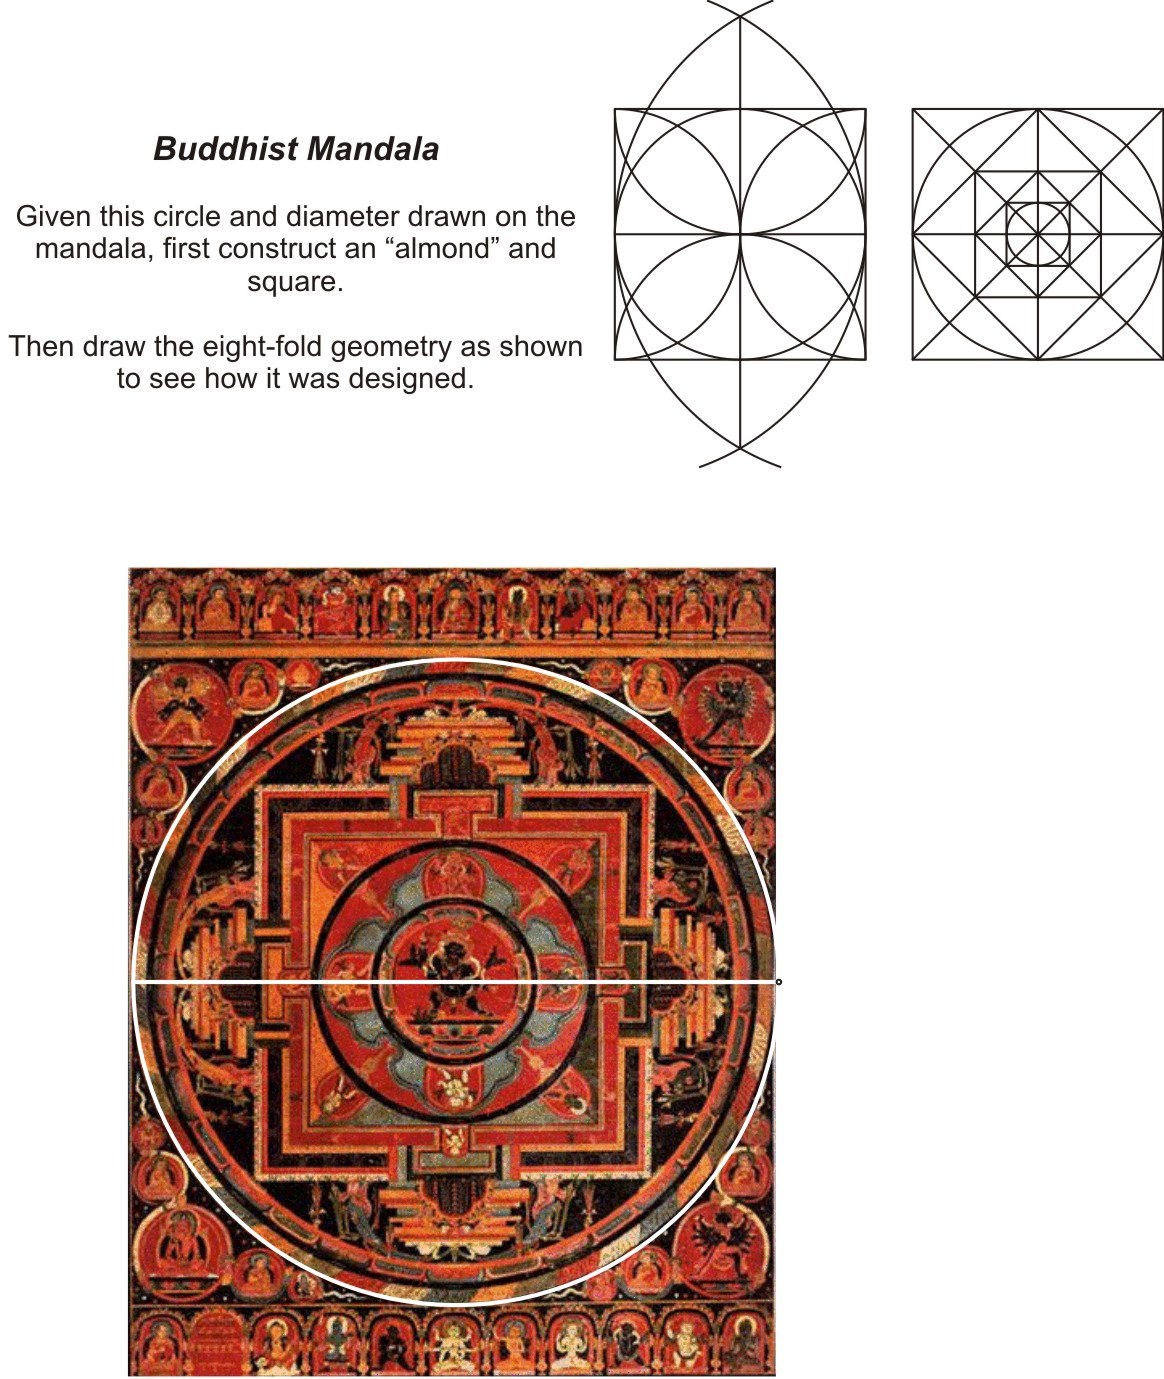 Buddhist Mandala
Given this circle and diameter drawn on the
mandala, first construct an “almond” and
square.
Then draw the eight-fold geometry as shown
to see how it was designed.